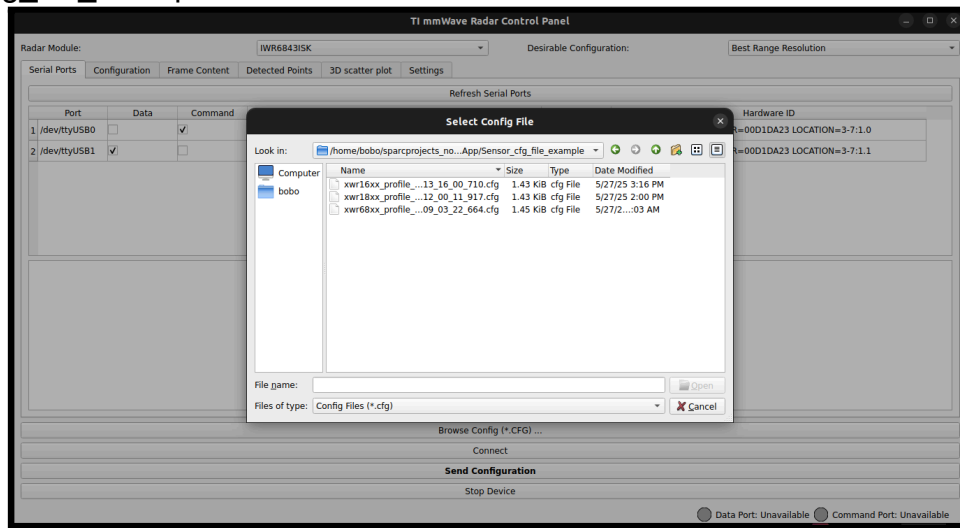 TI mmWave Radar Control Panel
Radar Module:
IWR6843ISK
Desirable Configuration:
Best Range Resolution
Serial Ports
Configuration
Frame Content
Detected Points
3D scatter plot
Settings
Refresh Serial Ports
Port
Data
Command
Hardware ID
1 /dev/ttyUSB0
R=00D1DA23 LOCATION=3-7:1.0
2 /dev/ttyUSB1
R=00D1DA23 LOCATION=3-7:1.1
Select Config File
Look in:
/home/bobo/sparcprojects_no...App/Sensor_cfg_file_example
Computer
bobo
Name Size Type Date Modified
xwr16xx_profile_...13_16_00_710.cfg 1.43 KiB cfg File 5/27/25 3:16 PM
xwr18xx_profile_...12_00_11_917.cfg 1.43 KiB cfg File 5/27/25 2:00 PM
xwr68xx_profile_...09_03_22_664.cfg 1.45 KiB cfg File 5/27/2...:03 AM
File name:
Open
Files of type: Config Files (*.cfg)
Cancel
Browse Config (*.CFG) ...
Connect
Send Configuration
Stop Device
Data Port: Unavailable
Command Port: Unavailable